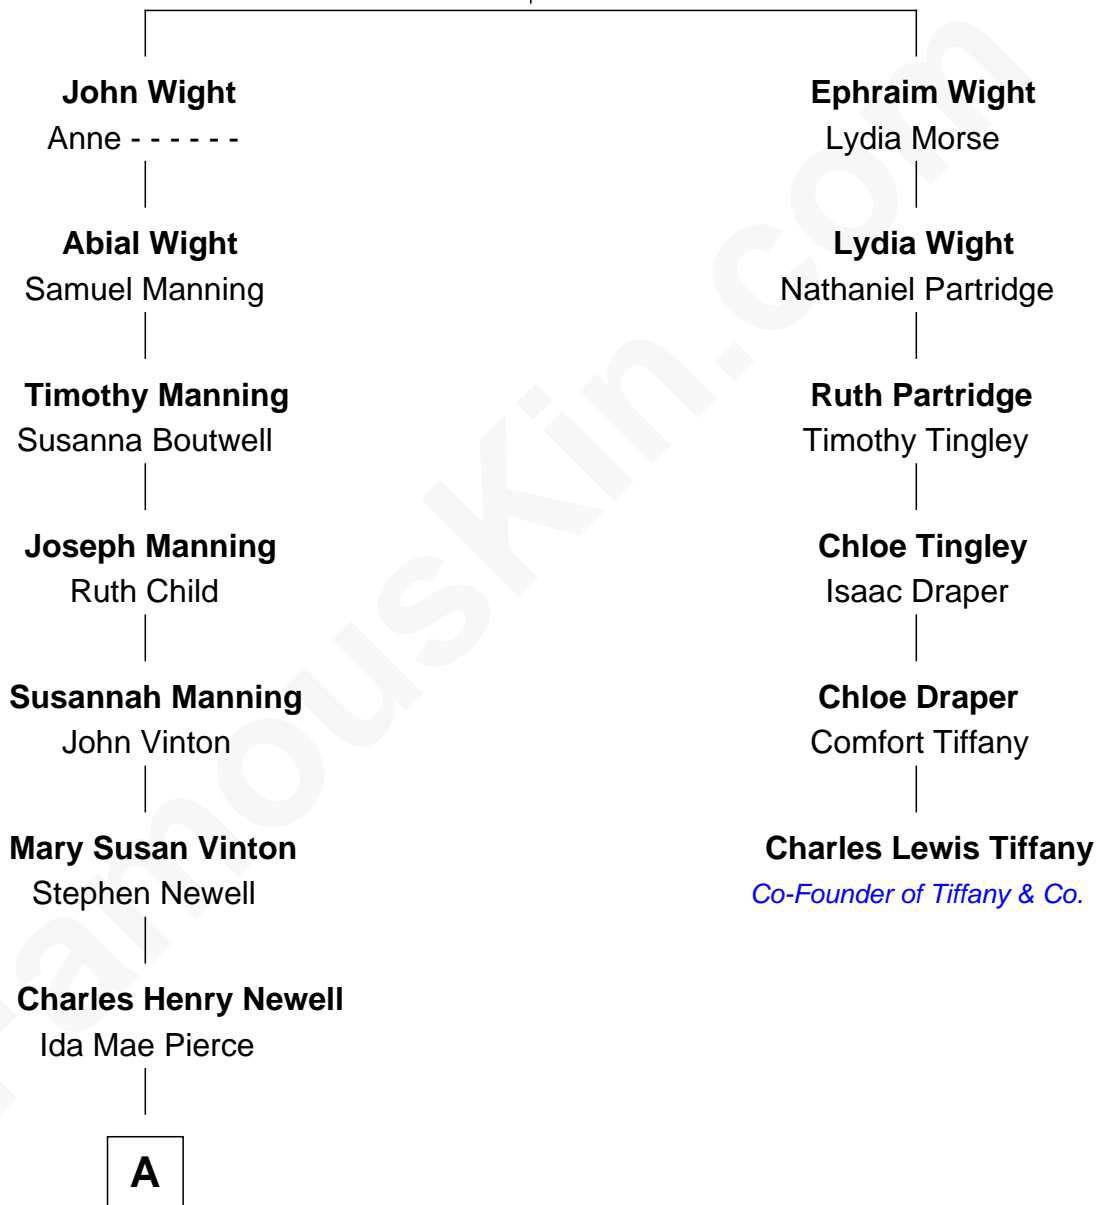 John Wight
Anne - - - - - -
Abial Wight
Samuel Manning
Timothy Manning
Susanna Boutwell
Joseph Manning
Ruth Child
Susannah Manning
John Vinton
Mary Susan Vinton
Stephen Newell
Charles Henry Newell
Ida Mae Pierce
A
Ephraim Wight
Lydia Morse
Lydia Wight
Nathaniel Partridge
Ruth Partridge
Timothy Tingley
Chloe Tingley
Isaac Draper
Chloe Draper
Comfort Tiffany
Charles Lewis Tiffany
Co-Founder of Tiffany & Co.
FamousKin.com